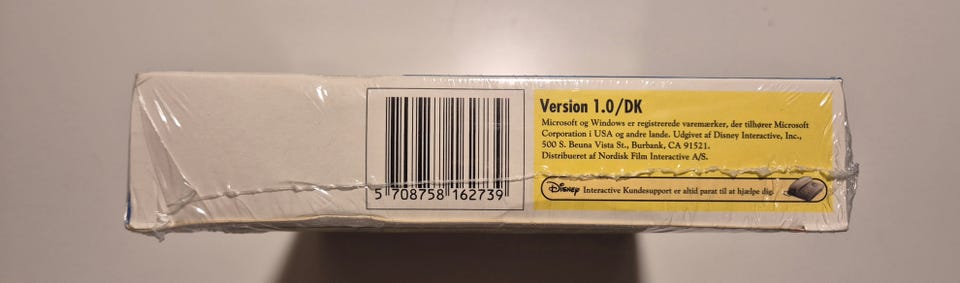 5 708758 162739
Version 1.0/DK
Microsoft og Windows er registrerede varemærker, der tilhører Microsoft
Corporation i USA og andre lande. Udgivet af Disney Interactive, Inc.,
500 S. Beuna Vista St., Burbank, CA 91521.
Distribueret af Nordisk Film Interactive A/S.
Disney Interactive Kundesupport er altid parat til at hjælpe dig.